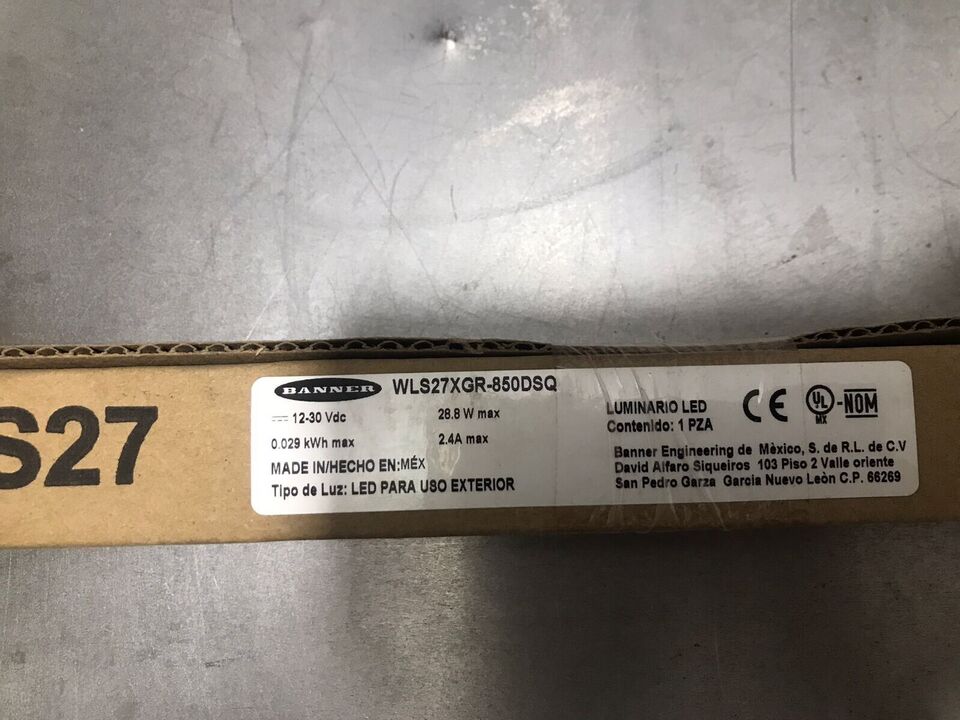 S27
BANNER WLS27XGR-850DSQ
12-30 Vdc 28.8 W max
0.029 kWh max 2.4A max
MADE IN/HECHO EN:MÉX
Tipo de Luz: LED PARA USO EXTERIOR
LUMINARIO LED
Contenido: 1 PZA
CE UL MX -NOM
Banner Engineering de Mèxico, S. de R.L. de C.V
David Alfaro Siqueiros 103 Piso 2 Valle oriente
San Pedro Garza Garcia Nuevo Leòn C.P. 66269